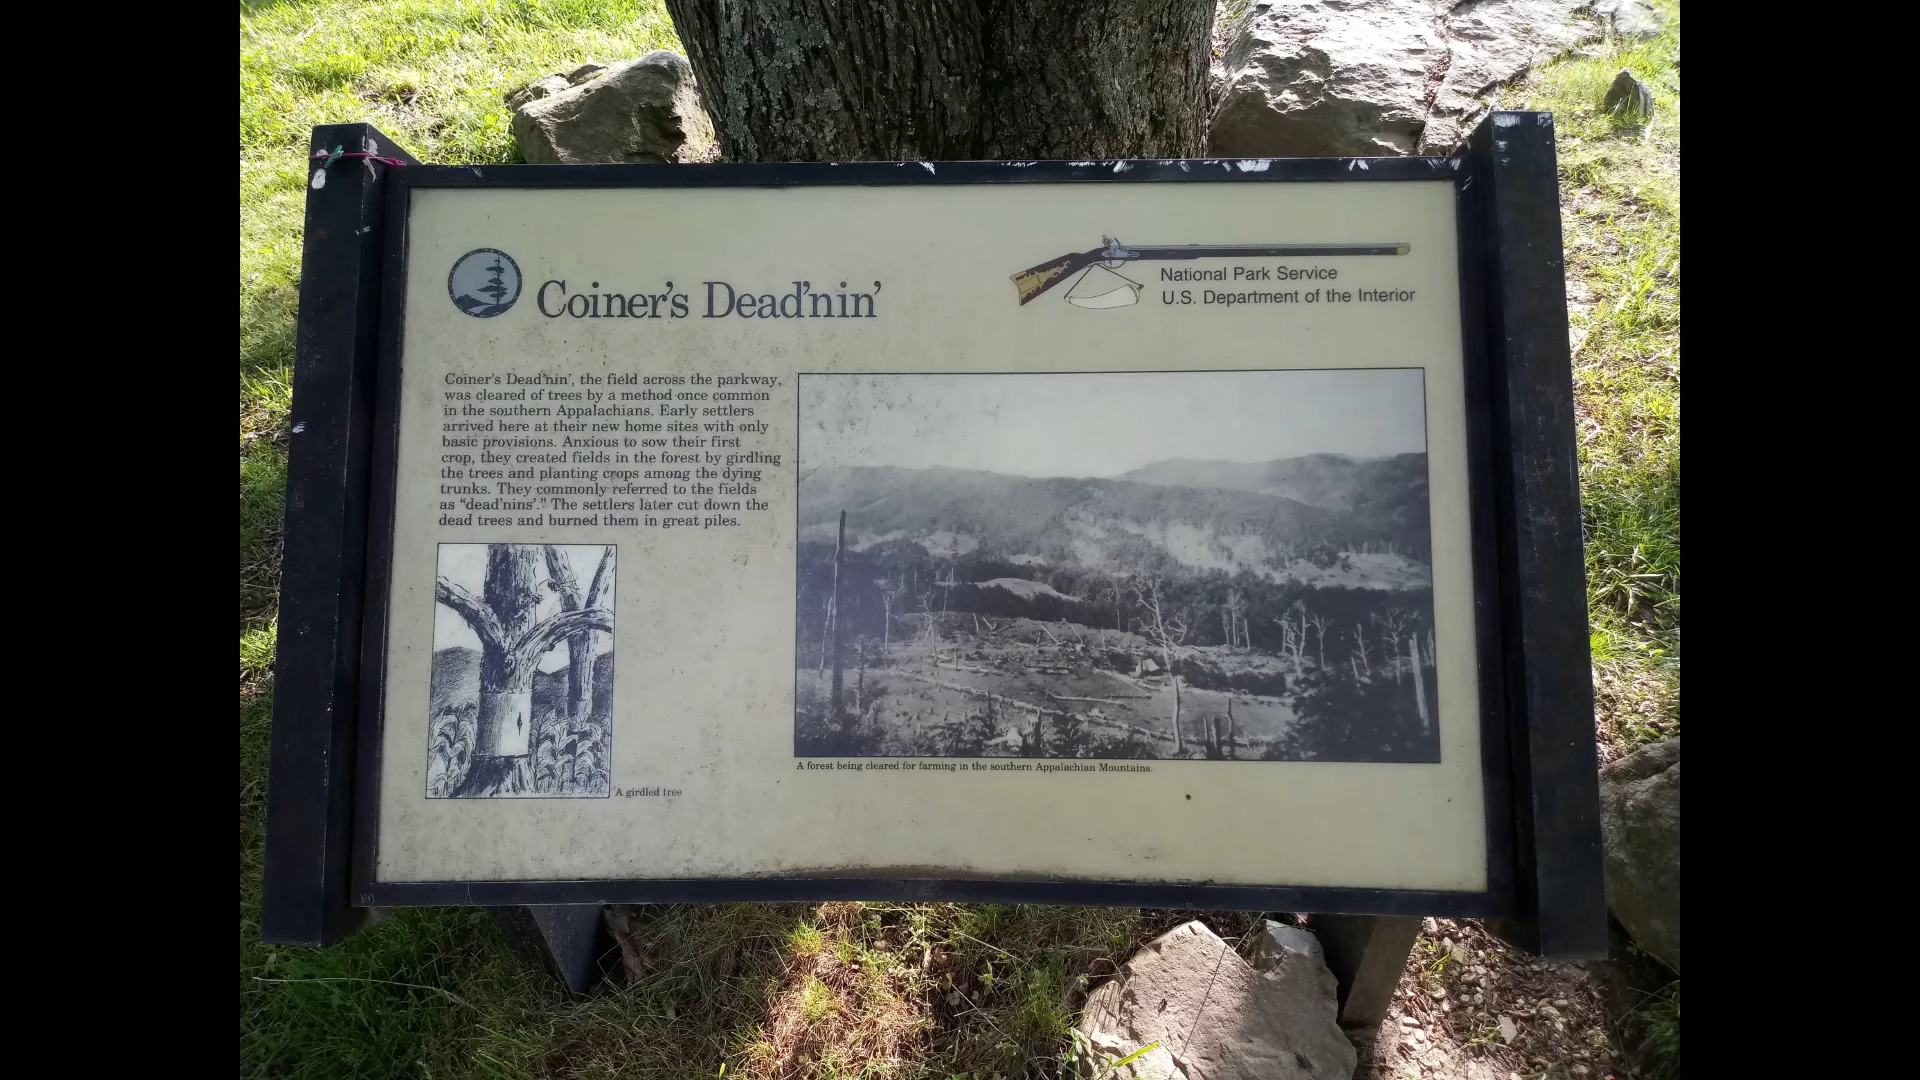 Coiner's Dead'nin'
National Park Service
U.S. Department of the Interior
Coiner's Dead'nin', the field across the parkway,
was cleared of trees by a method once common
in the southern Appalachians. Early settlers
arrived here at their new home sites with only
basic provisions. Anxious to sow their first
crop, they created fields in the forest by girdling
the trees and planting crops among the dying
trunks. They commonly referred to the fields
as “dead'nins'.” The settlers later cut down the
dead trees and burned them in great piles.
A girdled tree
A forest being cleared for farming in the southern Appalachian Mountains.